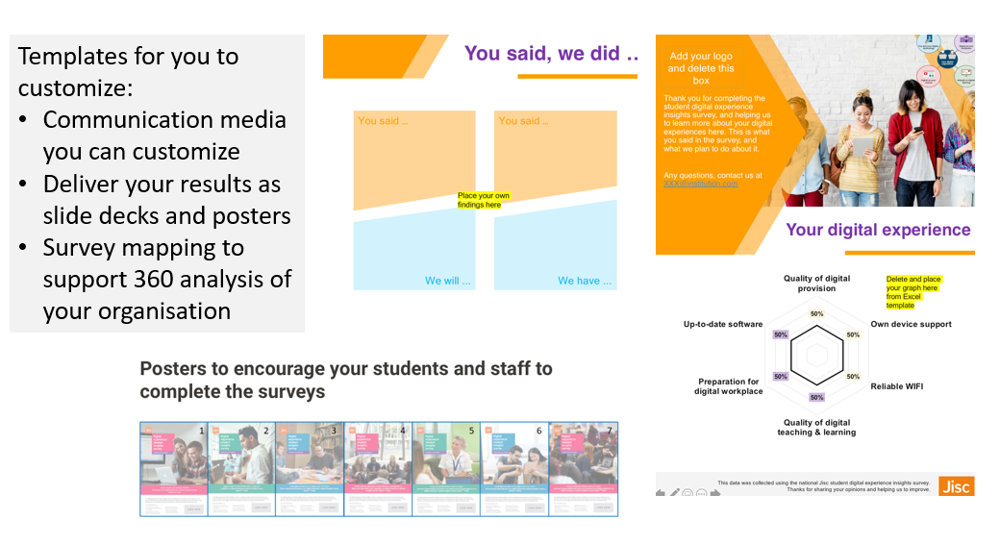 Templates for you to
customize:
• Communication media
you can customize
• Deliver your results as
slide decks and posters
• Survey mapping to
support 360 analysis of
your organisation
You said, we did ..
You said ..
You said ..
Place your own
findings here
We will ...
We have ...
Add your logo
and delete this
box
Thank you for completing the
student digital experience
insights survey, and helping us
to learn more about your digital
experiences here. This is what
you said in the survey, and
what we plan to do about it.
Any questions, contact us at
XXX@institution.com
Your digital experience
Quality of digital
provision
Delete and place
your graph here
from Excel
template
50%
Up-to-date software
Own device support
50%
50%
50%
50%
Preparation for
digital workplace
Reliable WIFI
50%
Quality of digital
teaching & learning
This data was collected using the national Jisc student digital experience insights survey.
Thanks for sharing your opinions and helping us to improve.
Jisc
Posters to encourage your students and staff to
complete the surveys
1
2
3
4
5
6
7